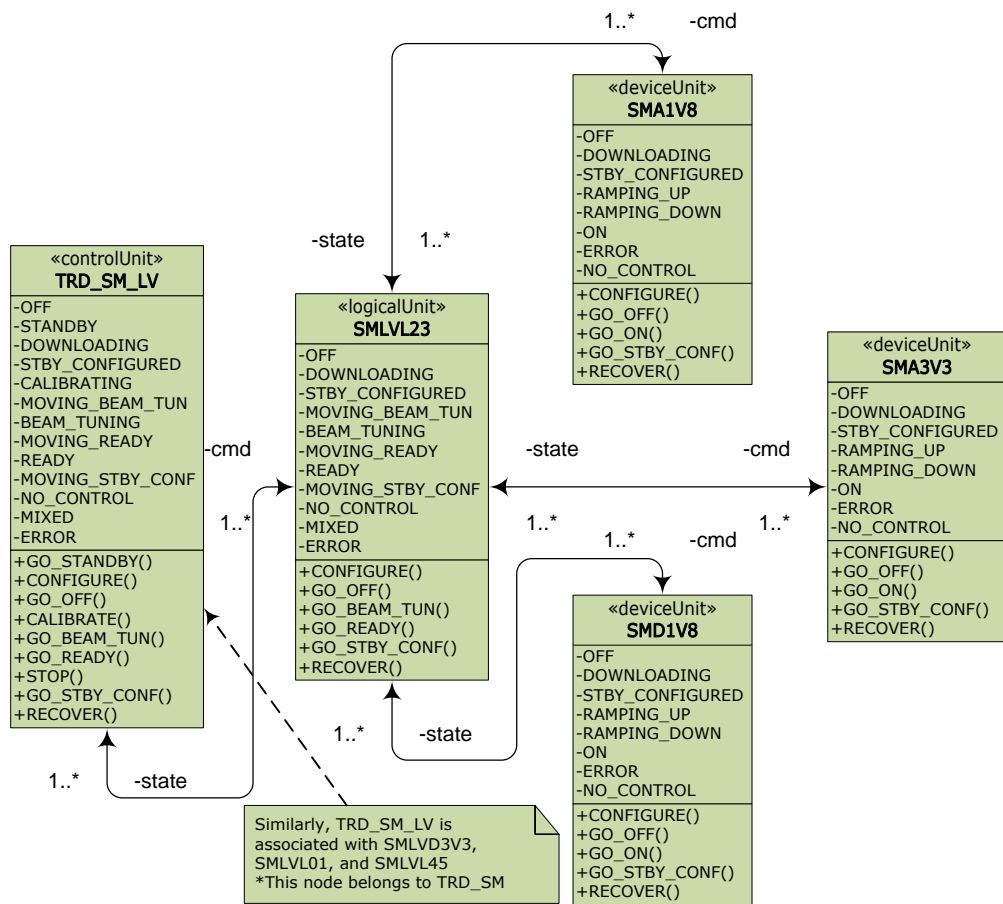 1..*
-cmd
«deviceUnit»
SMA1V8
-OFF
-DOWNLOADING
-STBY_CONFIGURED
-RAMPING_UP
-RAMPING_DOWN
-ON
-ERROR
-NO_CONTROL
+CONFIGURE()
+GO_OFF()
+GO_ON()
+GO_STBY_CONF()
+RECOVER()
-state
1..*
«controlUnit»
TRD_SM_LV
-OFF
-STANDBY
-DOWNLOADING
-STBY_CONFIGURED
-CALIBRATING
-MOVING_BEAM_TUN
-BEAM_TUNING
-MOVING_READY
-READY
-MOVING_STBY_CONF
-NO_CONTROL
-MIXED
-ERROR
+GO_STANDBY()
+CONFIGURE()
+GO_OFF()
+CALIBRATE()
+GO_BEAM_TUN()
+GO_READY()
+STOP()
+GO_STBY_CONF()
+RECOVER()
-cmd
1..*
1..*
-state
«logicalUnit»
SMLVL23
-OFF
-DOWNLOADING
-STBY_CONFIGURED
-MOVING_BEAM_TUN
-BEAM_TUNING
-MOVING_READY
-READY
-MOVING_STBY_CONF
-NO_CONTROL
-MIXED
-ERROR
+CONFIGURE()
+GO_OFF()
+GO_BEAM_TUN()
+GO_READY()
+GO_STBY_CONF()
+RECOVER()
-state
-cmd
1..*
1..*
«deviceUnit»
SMA3V3
-OFF
-DOWNLOADING
-STBY_CONFIGURED
-RAMPING_UP
-RAMPING_DOWN
-ON
-ERROR
-NO_CONTROL
+CONFIGURE()
+GO_OFF()
+GO_ON()
+GO_STBY_CONF()
+RECOVER()
1..*
-cmd
1..*
-state
«deviceUnit»
SMD1V8
-OFF
-DOWNLOADING
-STBY_CONFIGURED
-RAMPING_UP
-RAMPING_DOWN
-ON
-ERROR
-NO_CONTROL
+CONFIGURE()
+GO_OFF()
+GO_ON()
+GO_STBY_CONF()
+RECOVER()
Similarly, TRD_SM_LV is
associated with SMLVD3V3,
SMLVL01, and SMLVL45
*This node belongs to TRD_SM